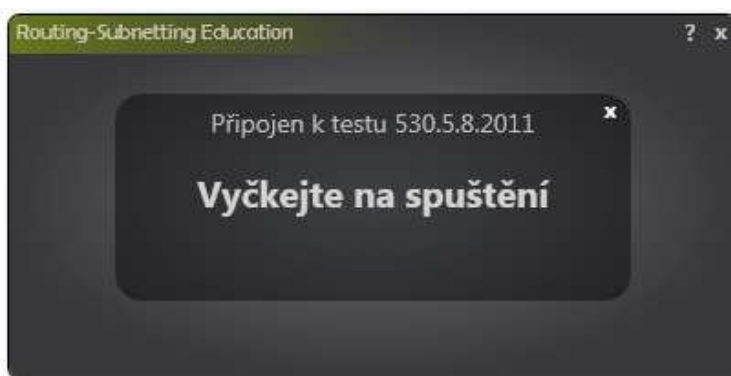 Routing-Subnetting Education ? x
Připojen k testu 530.5.8.2011 x
Vyčkejte na spuštění